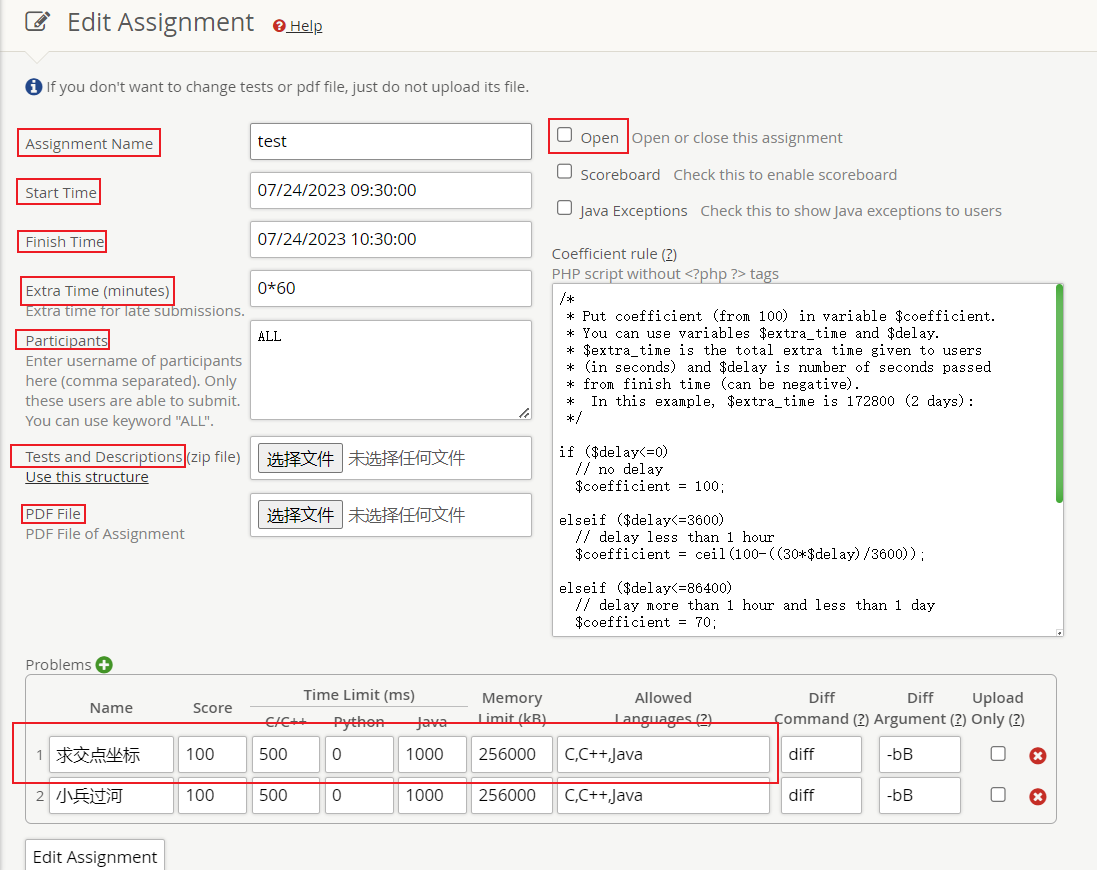 Edit Assignment Help
If you don't want to change tests or pdf file, just do not upload its file.
Assignment Name
test
Start Time
07/24/2023 09:30:00
Finish Time
07/24/2023 10:30:00
Extra Time (minutes)
Extra time for late submissions.
0*60
Participants
Enter username of participants
here (comma separated). Only
these users are able to submit.
You can use keyword "ALL".
ALL
Tests and Descriptions (zip file)
Use this structure
选择文件 未选择任何文件
PDF File
PDF File of Assignment
选择文件 未选择任何文件
Open Open or close this assignment
Scoreboard Check this to enable scoreboard
Java Exceptions Check this to show Java exceptions to users
Coefficient rule (?)
PHP script without <?php ?> tags
/*
* Put coefficient (from 100) in variable $coefficient.
* You can use variables $extra_time and $delay.
* $extra_time is the total extra time given to users
* (in seconds) and $delay is number of seconds passed
* from finish time (can be negative).
*  In this example, $extra_time is 172800 (2 days):
*/
if ($delay<=0)
// no delay
$coefficient = 100;
elseif ($delay<=3600)
// delay less than 1 hour
$coefficient = ceil(100-((30*$delay)/3600));
elseif ($delay<=86400)
// delay more than 1 hour and less than 1 day
$coefficient = 70;
Problems
Name Score Time Limit (ms) Memory Limit (kB) Allowed Languages (?) Diff Command (?) Diff Argument (?) Upload Only (?)
C/C++ Python Java
1 求交点坐标 100 500 0 1000 256000 C,C++,Java diff -bB
2 小兵过河 100 500 0 1000 256000 C,C++,Java diff -bB
Edit Assignment